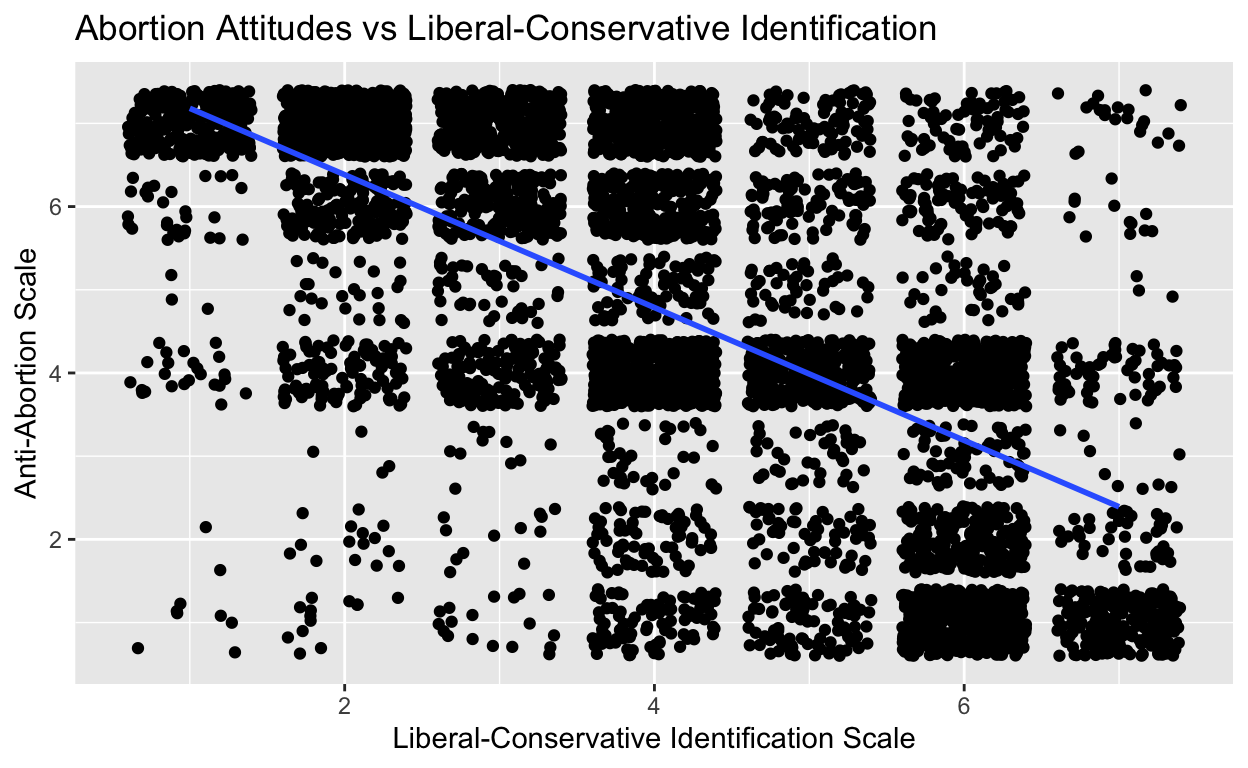 Abortion Attitudes vs Liberal-Conservative Identification
Anti-Abortion Scale
6
4
2
2 4 6
Liberal-Conservative Identification Scale